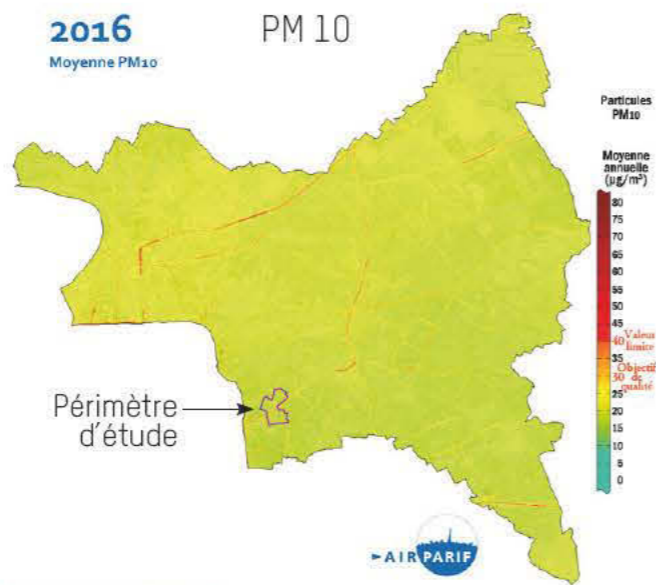 2016
Moyenne PM10
PM 10
Particules
PM10
Moyenne
annuelle
(µg/m³)
80
75
70
65
60
55
50
45
40 Valeur
limite
35
Objectif
30 de
qualité
25
20
15
10
5
0
Périmètre
d'étude
AIRPARIF